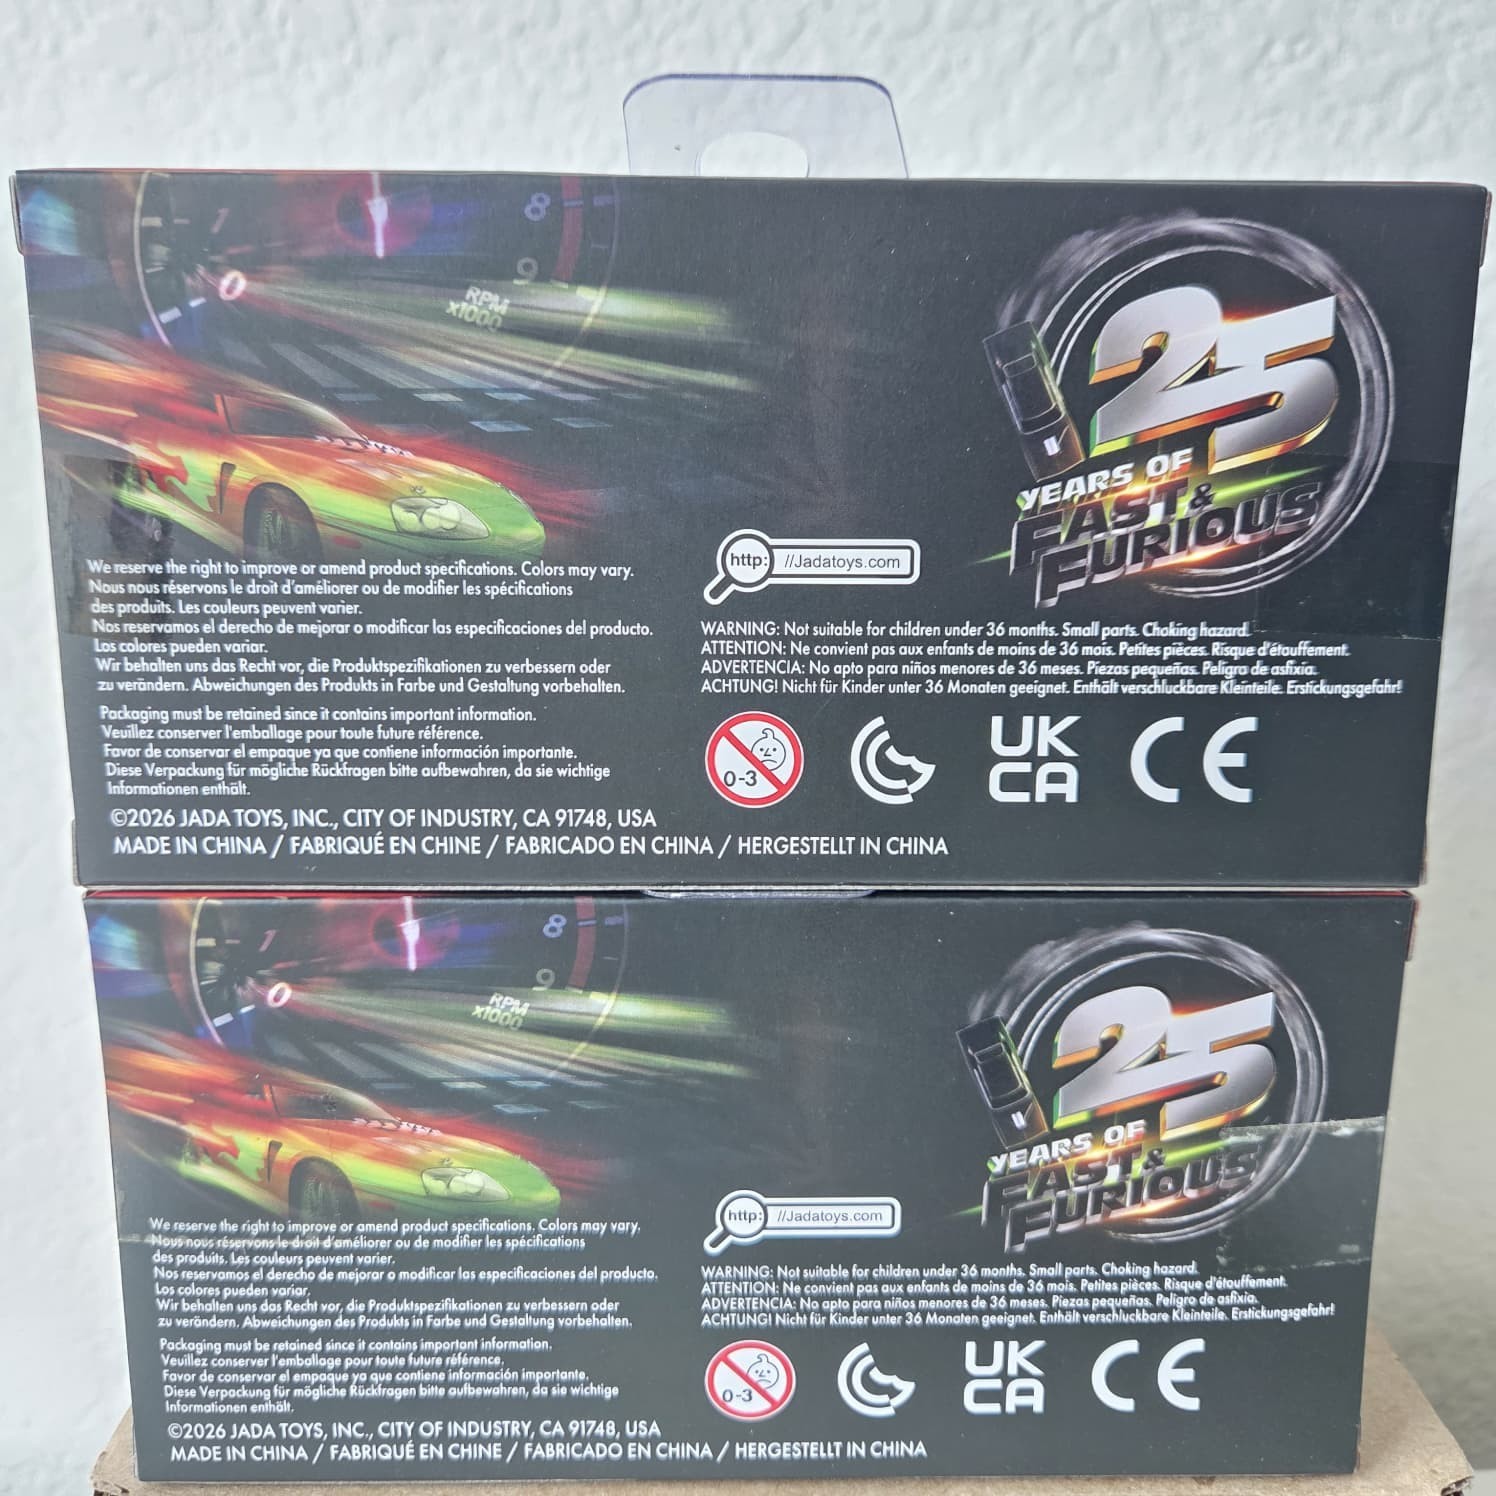 1
0
8
9
RPM
x1000
25
YEARS OF
FAST &
FURIOUS
http: //Jadatoys.com
We reserve the right to improve or amend product specifications. Colors may vary.
Nous nous réservons le droit d'améliorer ou de modifier les spécifications
des produits. Les couleurs peuvent varier.
Nos reservamos el derecho de mejorar o modificar las especificaciones del producto.
Los colores pueden variar.
Wir behalten uns das Recht vor, die Produktspezifikationen zu verbessern oder
zu verändern. Abweichungen des Produkts in Farbe und Gestaltung vorbehalten.
Packaging must be retained since it contains important information.
Veuillez conserver l'emballage pour toute future référence.
Favor de conservar el empaque ya que contiene información importante.
Diese Verpackung für mögliche Rückfragen bitte aufbewahren, da sie wichtige
Informationen enthält.
WARNING: Not suitable for children under 36 months. Small parts. Choking hazard.
ATTENTION: Ne convient pas aux enfants de moins de 36 mois. Petites pièces. Risque d'étouffement.
ADVERTENCIA: No apto para niños menores de 36 meses. Piezas pequeñas. Peligro de asfixia.
ACHTUNG! Nicht für Kinder unter 36 Monaten geeignet. Enthält verschluckbare Kleinteile. Erstickungsgefahr!
0-3
UK
CA
CE
©2026 JADA TOYS, INC., CITY OF INDUSTRY, CA 91748, USA
MADE IN CHINA / FABRIQUÉ EN CHINE / FABRICADO EN CHINA / HERGESTELLT IN CHINA
1
0
8
9
RPM
x1000
25
YEARS OF
FAST &
FURIOUS
http: //Jadatoys.com
We reserve the right to improve or amend product specifications. Colors may vary.
Nous nous réservons le droit d'améliorer ou de modifier les spécifications
des produits. Les couleurs peuvent varier.
Nos reservamos el derecho de mejorar o modificar las especificaciones del producto.
Los colores pueden variar.
Wir behalten uns das Recht vor, die Produktspezifikationen zu verbessern oder
zu verändern. Abweichungen des Produkts in Farbe und Gestaltung vorbehalten.
Packaging must be retained since it contains important information.
Veuillez conserver l'emballage pour toute future référence.
Favor de conservar el empaque ya que contiene información importante.
Diese Verpackung für mögliche Rückfragen bitte aufbewahren, da sie wichtige
Informationen enthält.
WARNING: Not suitable for children under 36 months. Small parts. Choking hazard.
ATTENTION: Ne convient pas aux enfants de moins de 36 mois. Petites pièces. Risque d'étouffement.
ADVERTENCIA: No apto para niños menores de 36 meses. Piezas pequeñas. Peligro de asfixia.
ACHTUNG! Nicht für Kinder unter 36 Monaten geeignet. Enthält verschluckbare Kleinteile. Erstickungsgefahr!
0-3
UK
CA
CE
©2026 JADA TOYS, INC., CITY OF INDUSTRY, CA 91748, USA
MADE IN CHINA / FABRIQUÉ EN CHINE / FABRICADO EN CHINA / HERGESTELLT IN CHINA